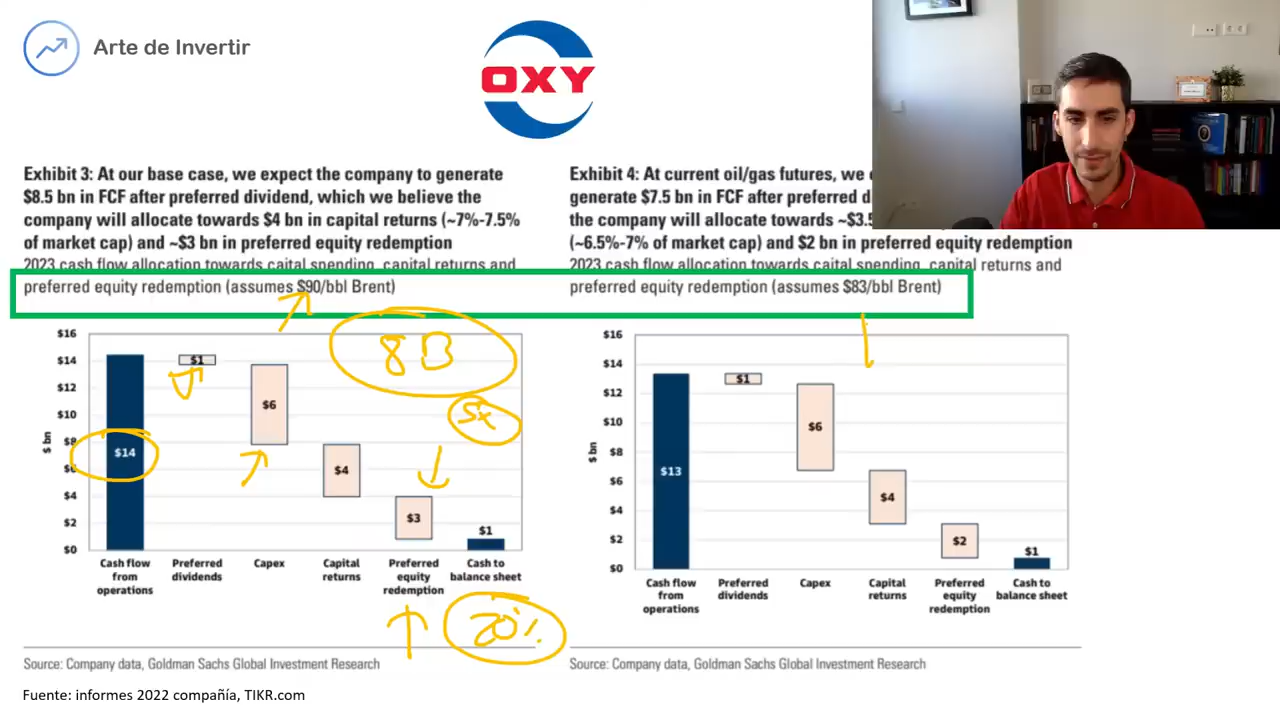 Arte de Invertir
OXY
Exhibit 3: At our base case, we expect the company to generate
$8.5 bn in FCF after preferred dividend, which we believe the
company will allocate towards $4 bn in capital returns (~7%-7.5%
of market cap) and ~$3 bn in preferred equity redemption
2023 cash flow allocation towards caital spending, capital returns and
preferred equity redemption (assumes $90/bbl Brent)
$16
$14
$12
$10
$8
$4
$2
$0
$ bn
$14
$1
$6
$4
$3
$1
8B
5x
Cash flow from operations
Preferred dividends
Capex
Capital returns
Preferred equity redemption
Cash to balance sheet
20%
Source: Company data, Goldman Sachs Global Investment Research
Exhibit 4: At current oil/gas futures, we
generate $7.5 bn in FCF after preferred d
the company will allocate towards ~$3.5
(~6.5%-7% of market cap) and $2 bn in preferred equity redemption
2023 cash flow allocation towards caital spending, capital returns and
preferred equity redemption (assumes $83/bbl Brent)
$16
$14
$12
$10
$8
$6
$4
$2
$0
$ bn
$13
$1
$6
$4
$2
$1
Cash flow from operations
Preferred dividends
Capex
Capital returns
Preferred equity redemption
Cash to balance sheet
Source: Company data, Goldman Sachs Global Investment Research
Fuente: informes 2022 compañía, TIKR.com